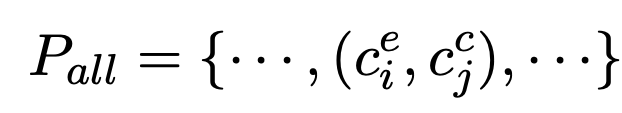 $P_{all} = \{\cdots, (c_i^e, c_j^c), \cdots\}$